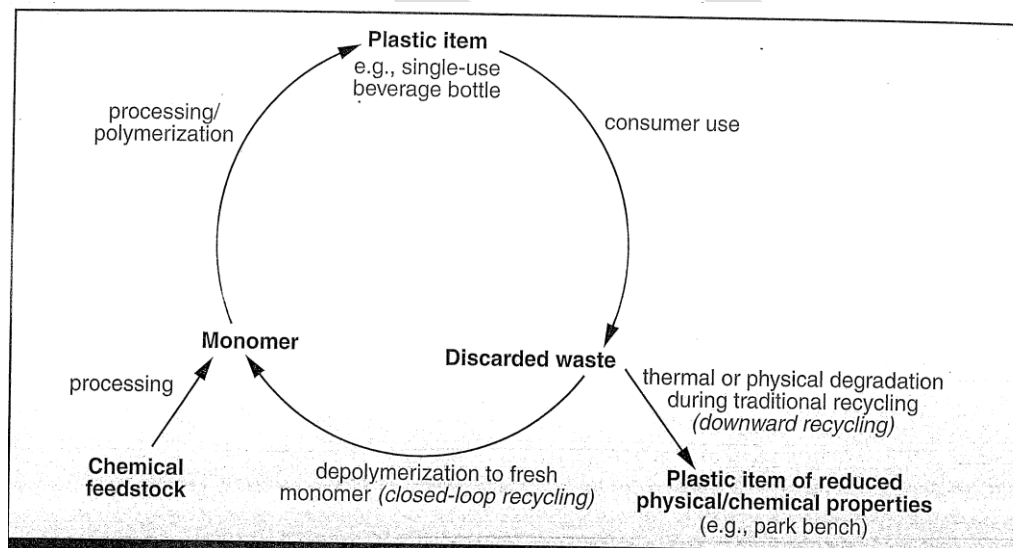 Plastic item
e.g., single-use
beverage bottle
processing/
polymerization
consumer use
Monomer
Discarded waste
processing
thermal or physical degradation
during traditional recycling
(downward recycling)
Chemical
feedstock
depolymerization to fresh
monomer (closed-loop recycling)
Plastic item of reduced
physical/chemical properties
(e.g., park bench)